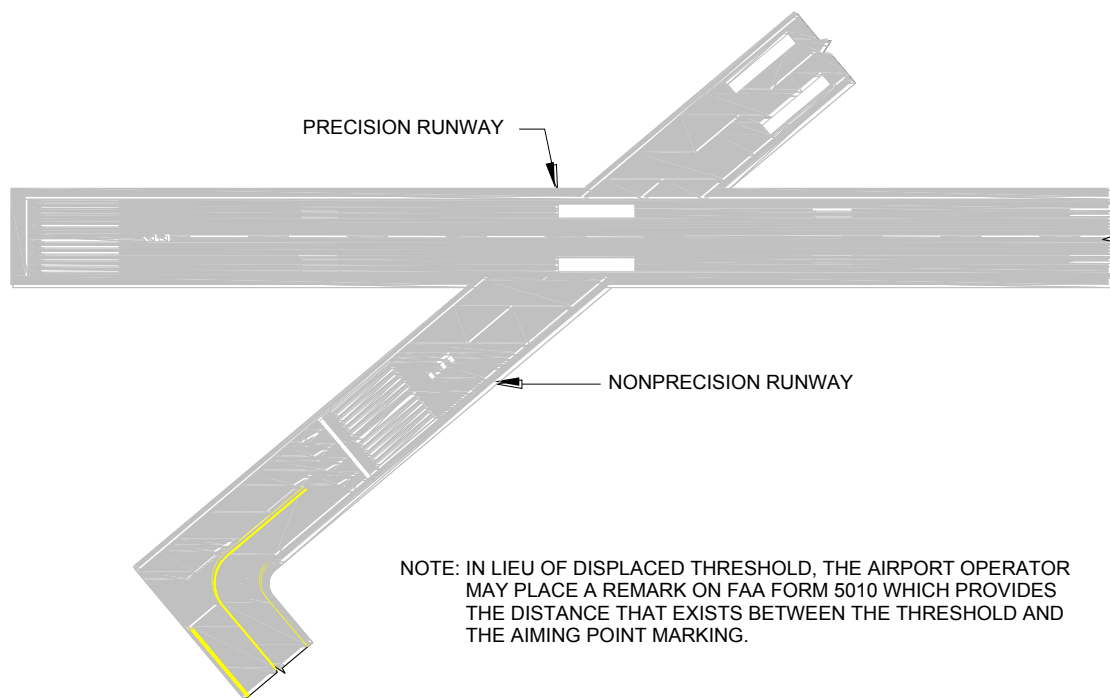 PRECISION RUNWAY
NONPRECISION RUNWAY
NOTE: IN LIEU OF DISPLACED THRESHOLD, THE AIRPORT OPERATOR
MAY PLACE A REMARK ON FAA FORM 5010 WHICH PROVIDES
THE DISTANCE THAT EXISTS BETWEEN THE THRESHOLD AND
THE AIMING POINT MARKING.